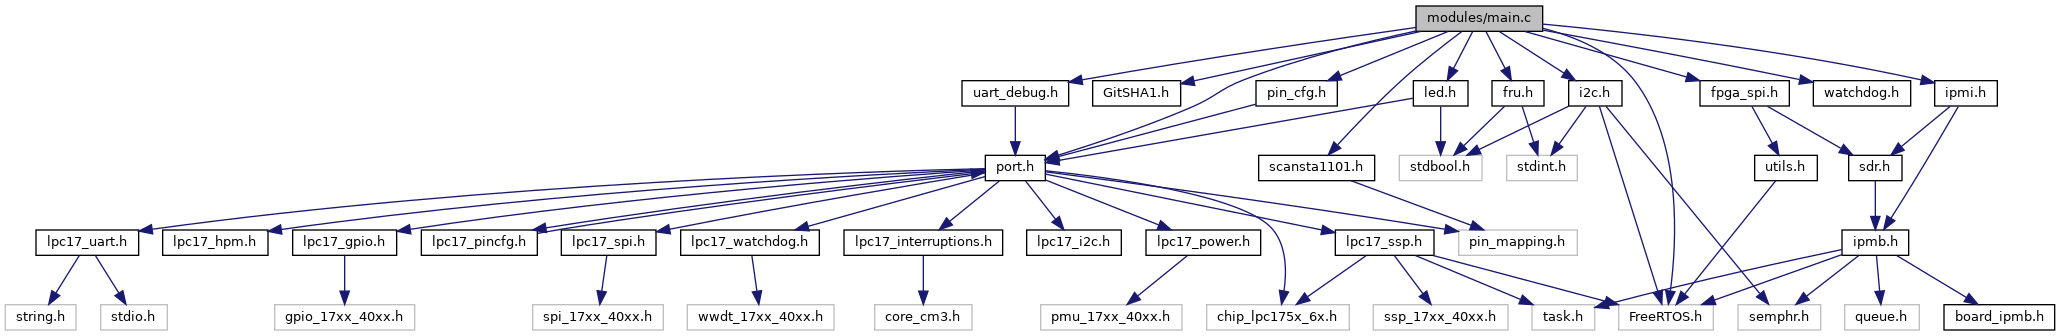 modules/main.c
uart_debug.h
GitSHA1.h
pin_cfg.h
led.h
fru.h
i2c.h
fpga_spi.h
watchdog.h
ipmi.h
port.h
scansta1101.h
stdbool.h
stdint.h
utils.h
sdr.h
lpc17_uart.h
lpc17_hpm.h
lpc17_gpio.h
lpc17_pincfg.h
lpc17_spi.h
lpc17_watchdog.h
lpc17_interruptions.h
lpc17_i2c.h
lpc17_power.h
lpc17_ssp.h
pin_mapping.h
ipmb.h
string.h
stdio.h
gpio_17xx_40xx.h
spi_17xx_40xx.h
wwdt_17xx_40xx.h
core_cm3.h
pmu_17xx_40xx.h
chip_lpc175x_6x.h
ssp_17xx_40xx.h
task.h
FreeRTOS.h
semphr.h
queue.h
board_ipmb.h